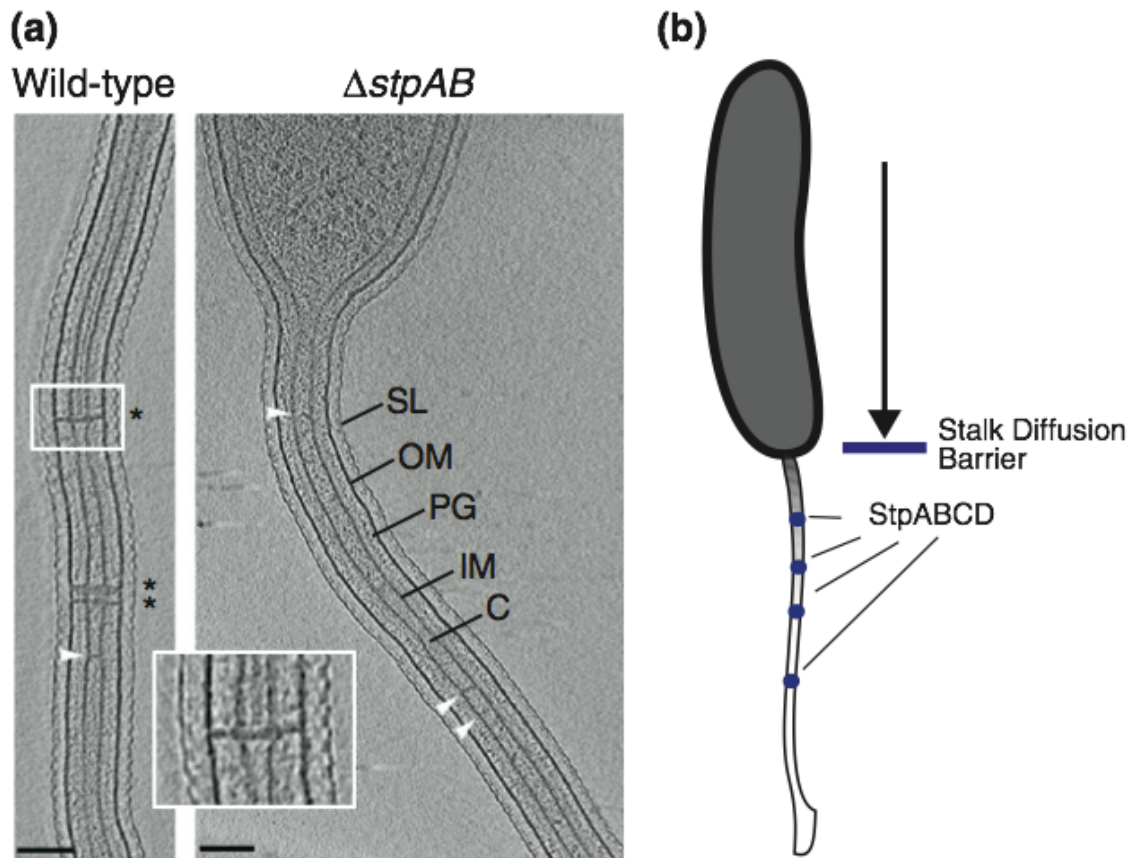 (a)
Wild-type
ΔstpAB
*
*
*
SL
OM
PG
IM
C
(b)
Stalk Diffusion
Barrier
StpABCD